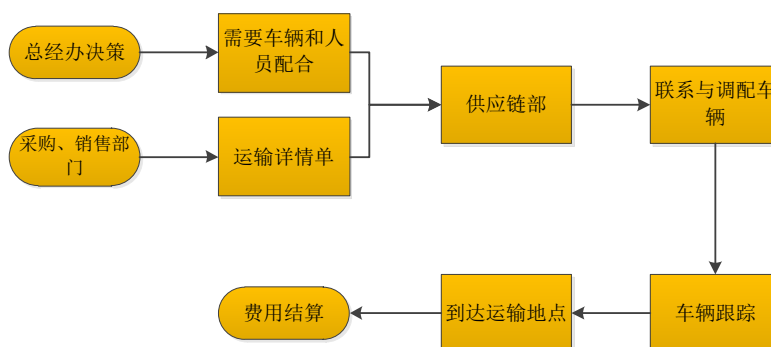 总经办决策
需要车辆和人
员配合
采购、销售部
门
运输详情单
供应链部
联系与调配车
辆
车辆跟踪
到达运输地点
费用结算